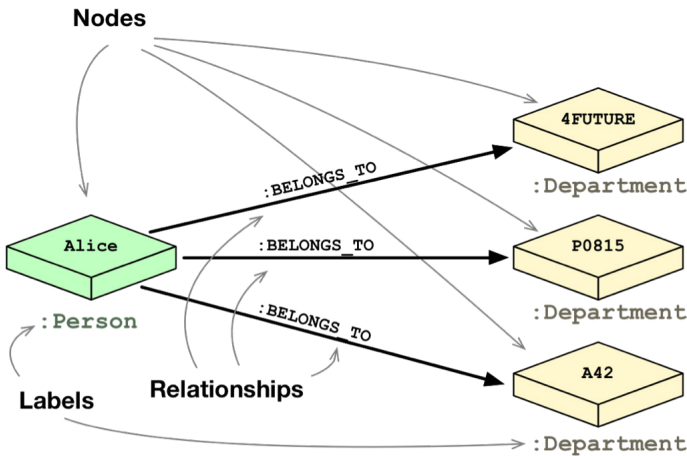 Nodes
4FUTURE
:BELONGS_TO
:Department
Alice
:BELONGS_TO
P0815
:Person
:BELONGS_TO
:Department
A42
Labels
Relationships
:Department